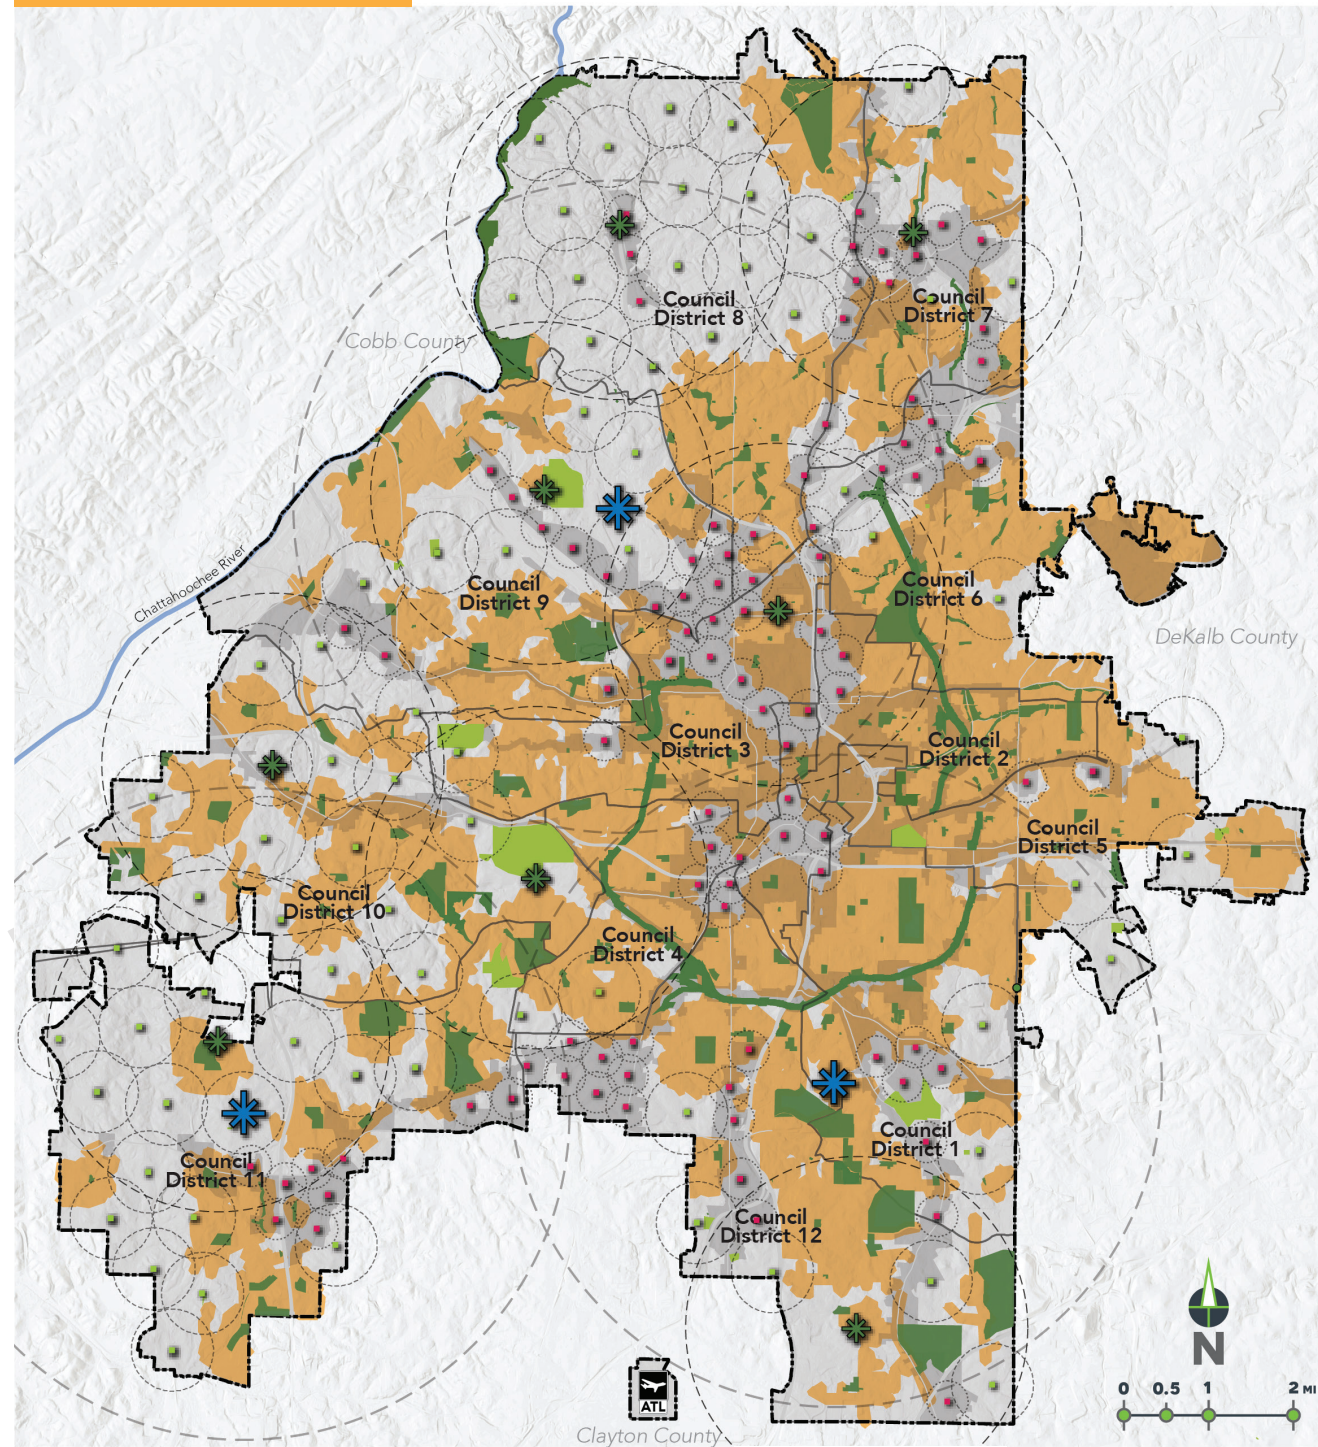 Council
District 8
Council
District 7
Cobb County
Chattahoochee River
Council
District 9
Council
District 6
DeKalb County
Council
District 3
Council
District 2
Council
District 5
Council
District 10
Council
District 4
Council
District 1
Council
District 11
Council
District 12
N
0 0.5 1 2 MI
ATL
Clayton County